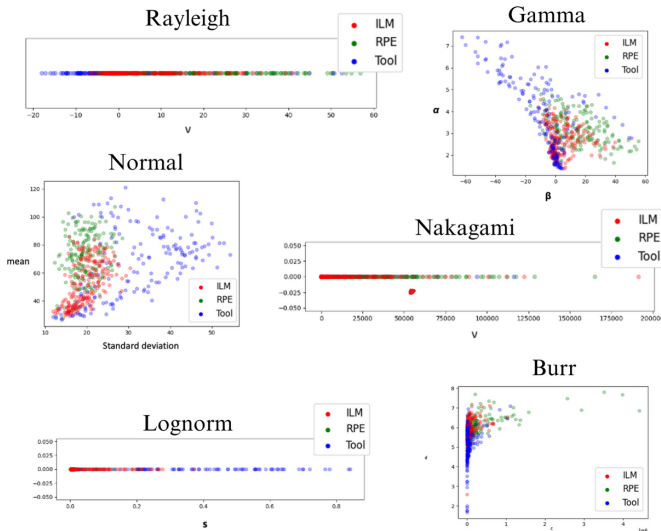 Rayleigh
ILM
RPE
Tool
−20 −10 0 10 20 30 40 50 60
ν
Gamma
7
6
5
4
3
2
α
ILM
RPE
Tool
−60 −40 −20 0 20 40 60
β
Normal
120
100
80
60
40
mean
ILM
RPE
Tool
10 20 30 40 50
Standard deviation
Nakagami
ILM
RPE
Tool
0.050
0.025
0.000
−0.025
−0.050
0 25000 50000 75000 100000 125000 150000 175000 200000
ν
Lognorm
ILM
RPE
Tool
0.050
0.025
0.000
−0.025
−0.050
0.0 0.2 0.4 0.6 0.8
s
Burr
8
7
6
5
4
3
2
ILM
RPE
Tool
0 1 2 3 4
c